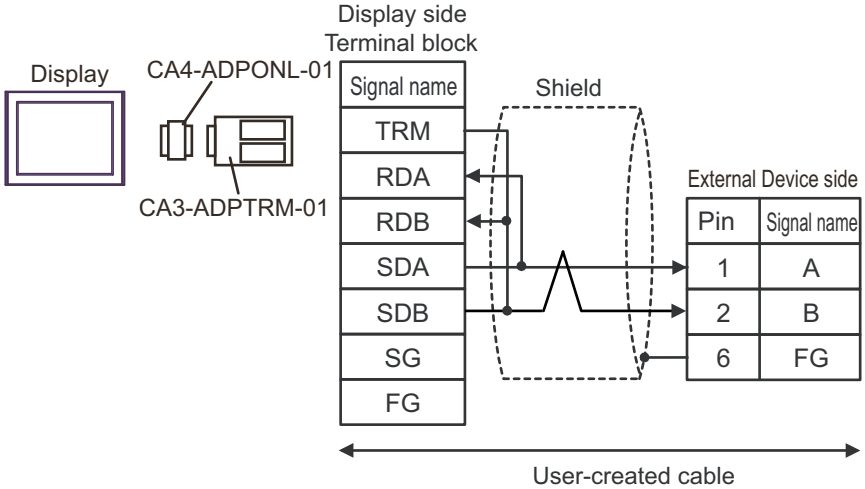 Display side
Terminal block
Display
CA4-ADPONL-01
CA3-ADPTRM-01
Signal name
TRM
RDA
RDB
SDA
SDB
SG
FG
Shield
External Device side
Pin Signal name
1 A
2 B
6 FG
User-created cable